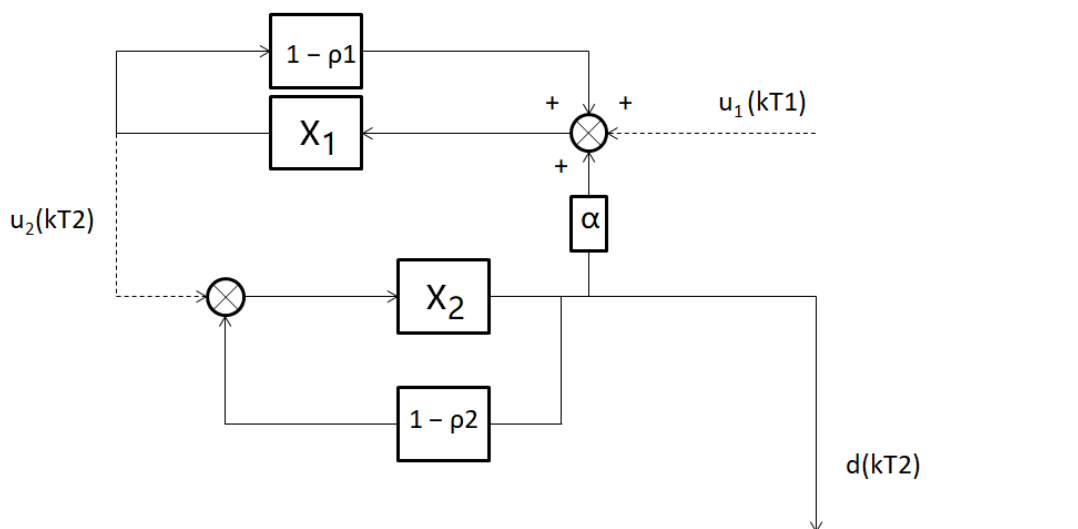 1 – ρ1
+ +
u₁(kT1)
X₁
+
u₂(kT2)
α
X₂
1 – ρ2
d(kT2)